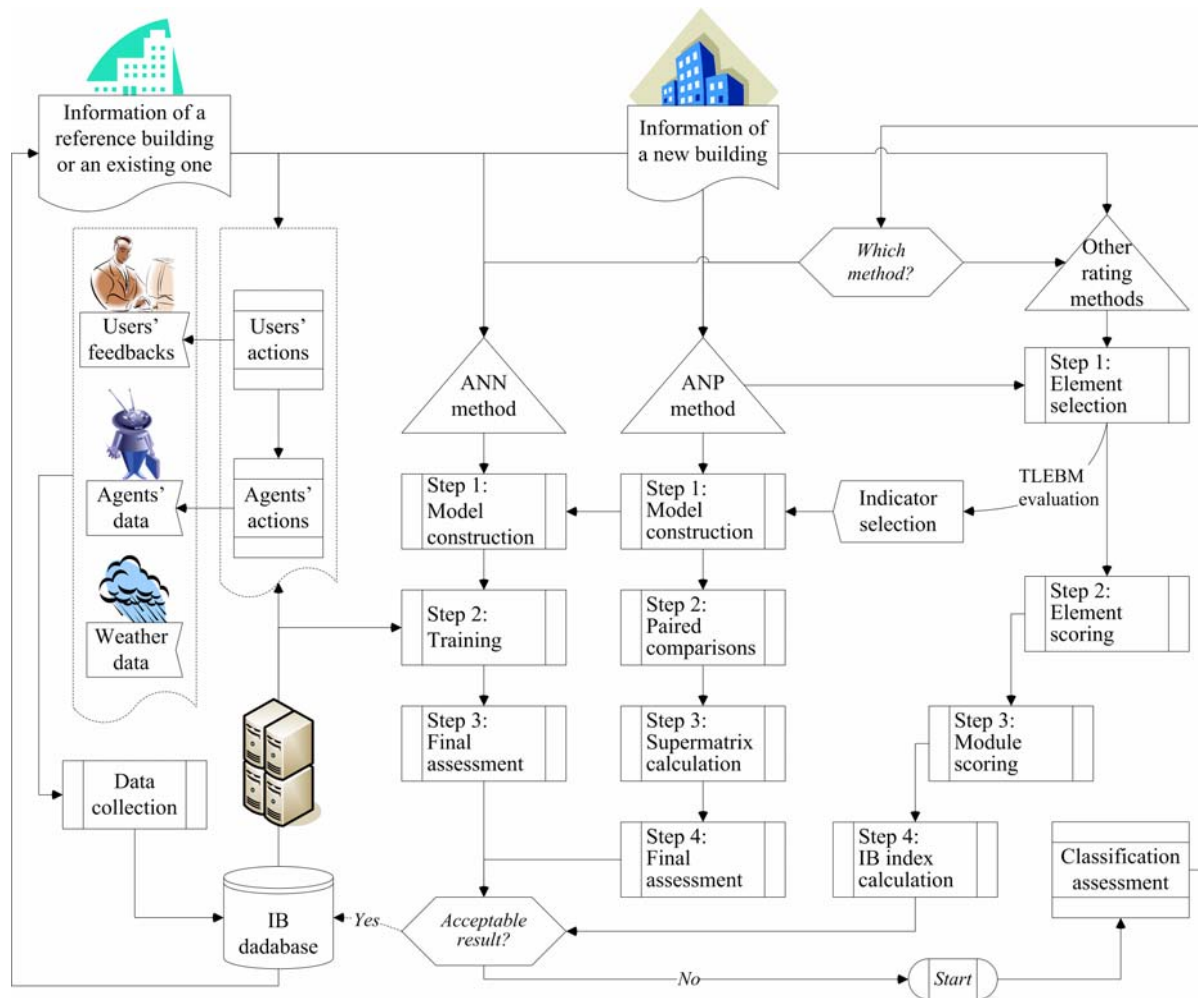 Information of a
reference building
or an existing one
Information of
a new building
Which
method?
Other
rating
methods
Users’
feedbacks
Users’
actions
Agents’
data
Agents’
actions
Weather
data
Data
collection
IB
dadabase
ANN
method
Step 1:
Model
construction
Step 2:
Training
Step 3:
Final
assessment
ANP
method
Step 1:
Model
construction
Step 2:
Paired
comparisons
Step 3:
Supermatrix
calculation
Step 4:
Final
assessment
Step 1:
Element
selection
TLEBM
evaluation
Indicator
selection
Step 2:
Element
scoring
Step 3:
Module
scoring
Step 4:
IB index
calculation
Classification
assessment
Acceptable
result?
Yes
No
Start